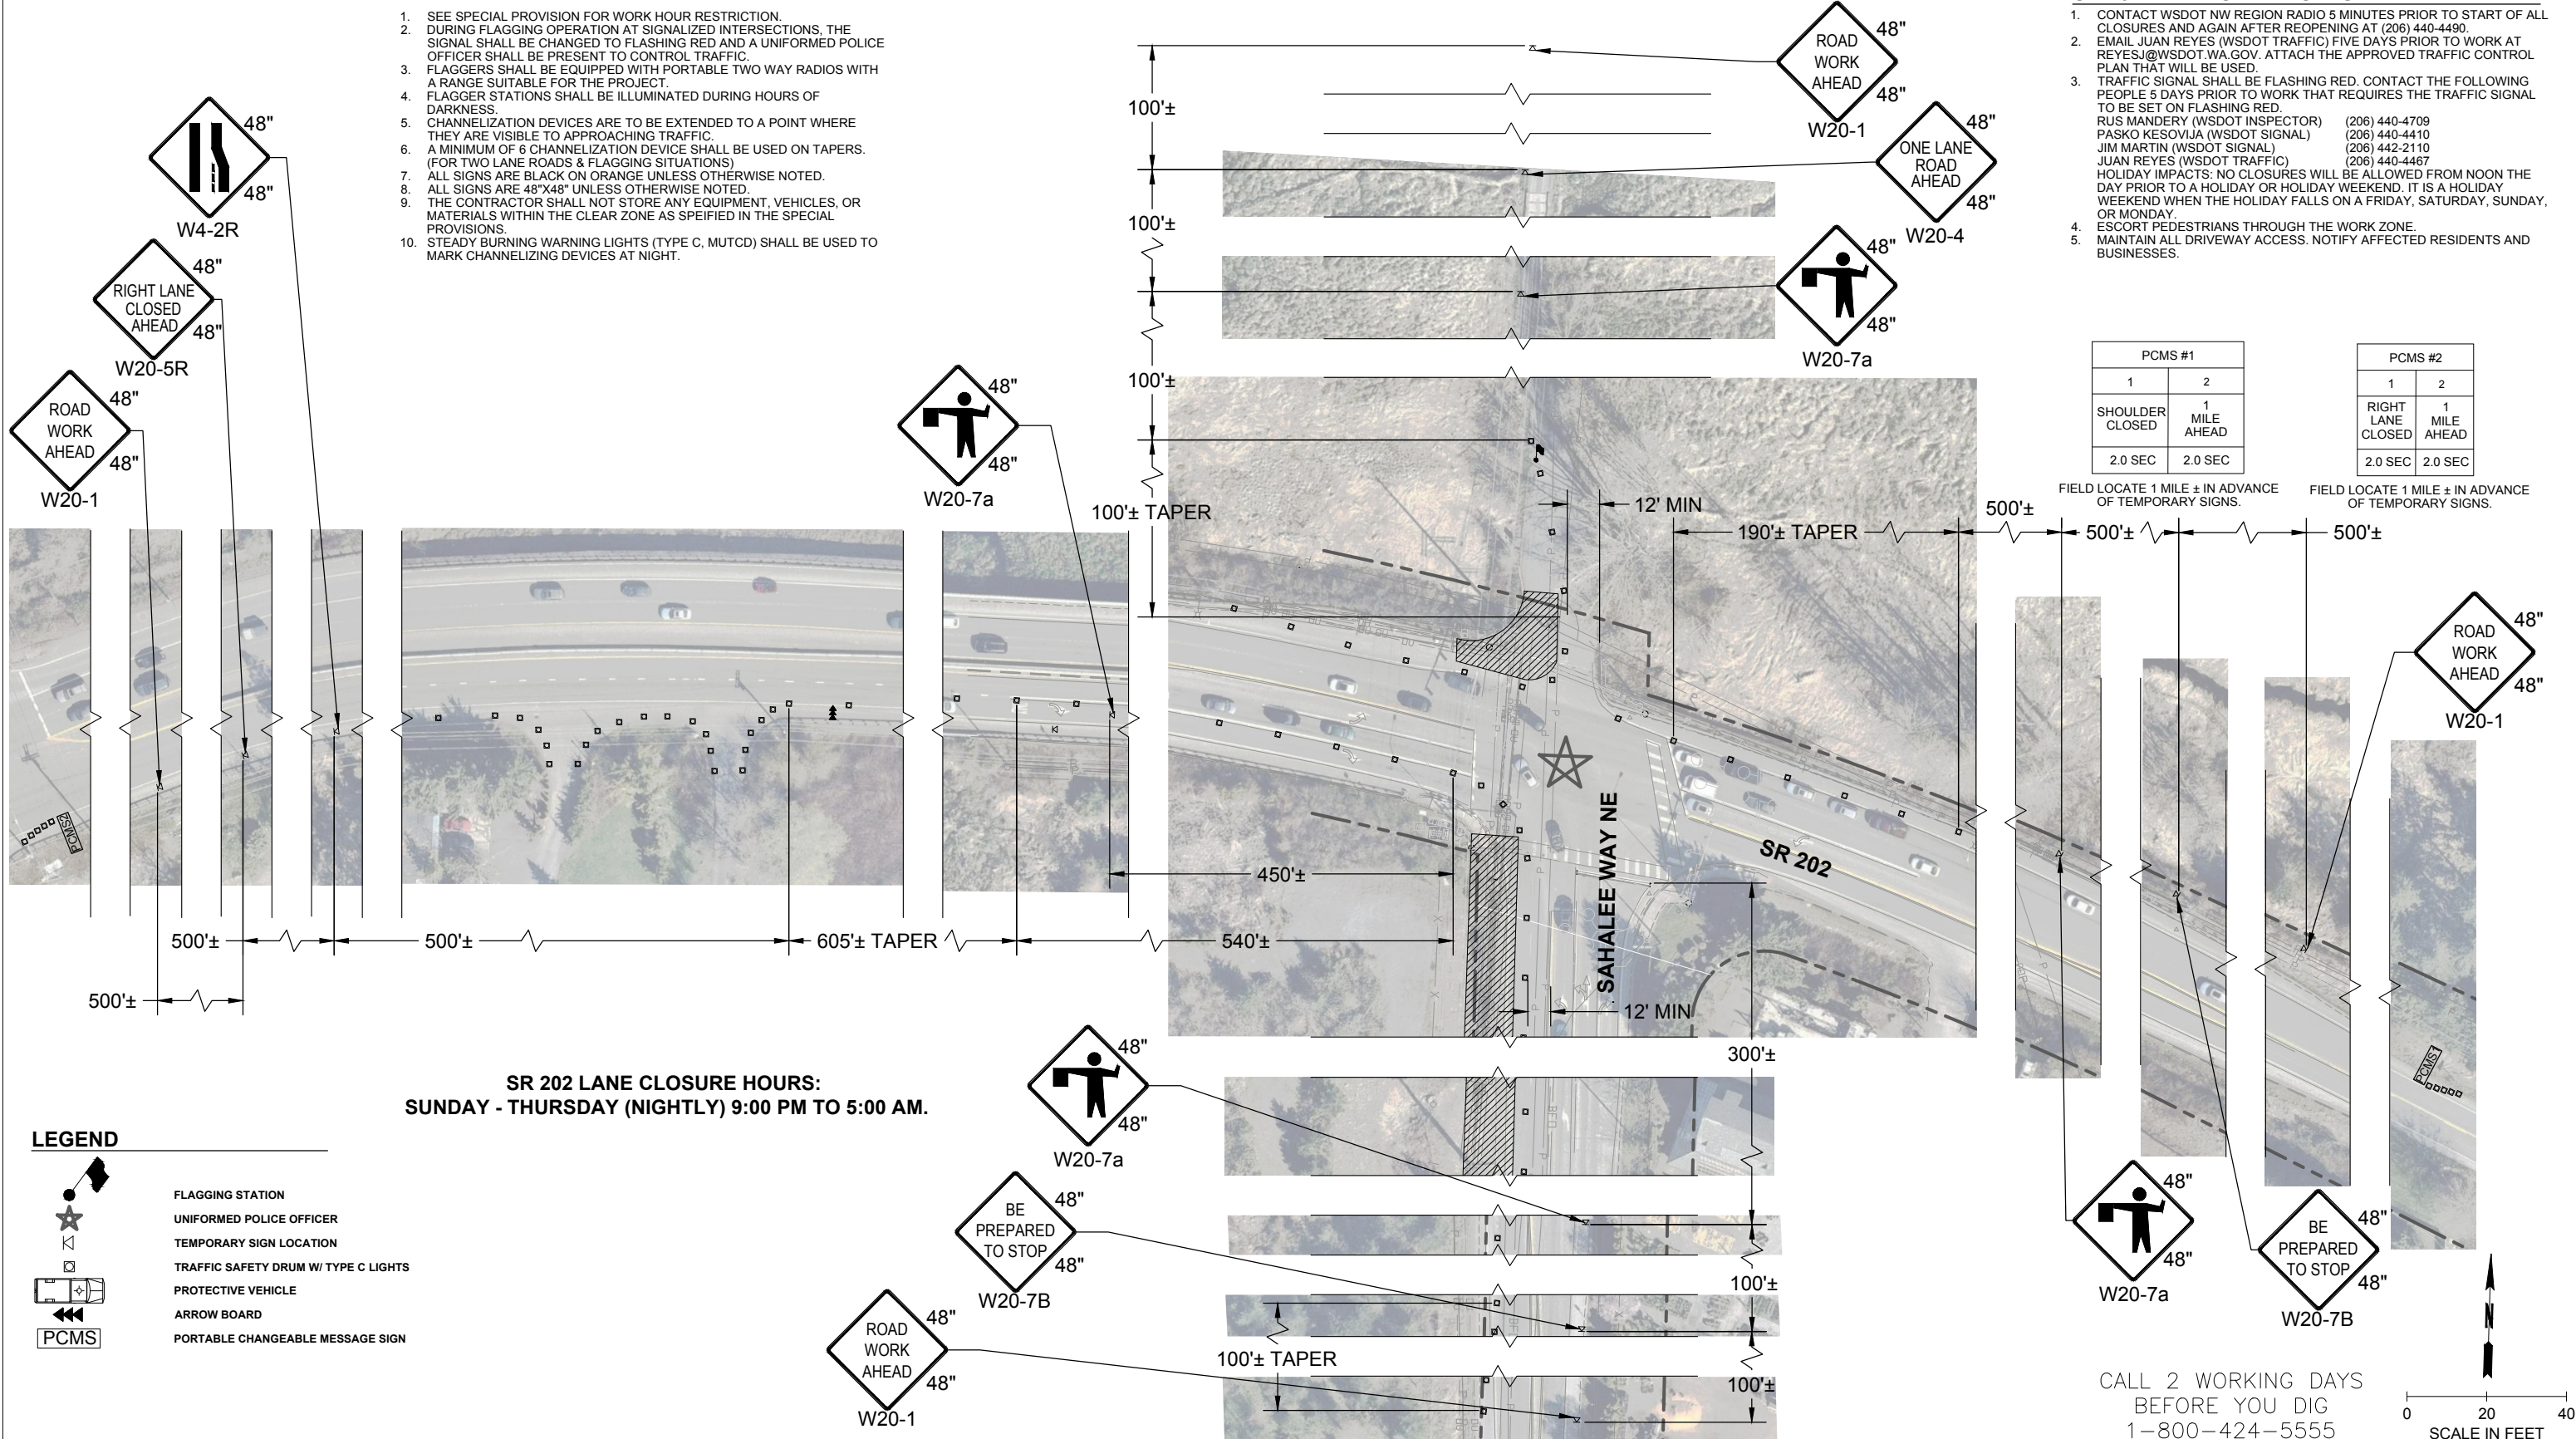 1. SEE SPECIAL PROVISION FOR WORK HOUR RESTRICTION.
2. DURING FLAGGING OPERATION AT SIGNALIZED INTERSECTIONS, THE
SIGNAL SHALL BE CHANGED TO FLASHING RED AND A UNIFORMED POLICE
OFFICER SHALL BE PRESENT TO CONTROL TRAFFIC.
3. FLAGGERS SHALL BE EQUIPPED WITH PORTABLE TWO WAY RADIOS WITH
A RANGE SUITABLE FOR THE PROJECT.
4. FLAGGER STATIONS SHALL BE ILLUMINATED DURING HOURS OF
DARKNESS.
5. CHANNELIZATION DEVICES ARE TO BE EXTENDED TO A POINT WHERE
THEY ARE VISIBLE TO APPROACHING TRAFFIC.
6. A MINIMUM OF 6 CHANNELIZATION DEVICE SHALL BE USED ON TAPERS.
(FOR TWO LANE ROADS & FLAGGING SITUATIONS)
7. ALL SIGNS ARE BLACK ON ORANGE UNLESS OTHERWISE NOTED.
8. ALL SIGNS ARE 48"X48" UNLESS OTHERWISE NOTED.
9. THE CONTRACTOR SHALL NOT STORE ANY EQUIPMENT, VEHICLES, OR
MATERIALS WITHIN THE CLEAR ZONE AS SPEIFIED IN THE SPECIAL
PROVISIONS.
10. STEADY BURNING WARNING LIGHTS (TYPE C, MUTCD) SHALL BE USED TO
MARK CHANNELIZING DEVICES AT NIGHT.
1. CONTACT WSDOT NW REGION RADIO 5 MINUTES PRIOR TO START OF ALL
CLOSURES AND AGAIN AFTER REOPENING AT (206) 440-4490.
2. EMAIL JUAN REYES (WSDOT TRAFFIC) FIVE DAYS PRIOR TO WORK AT
REYESJ@WSDOT.WA.GOV. ATTACH THE APPROVED TRAFFIC CONTROL
PLAN THAT WILL BE USED.
3. TRAFFIC SIGNAL SHALL BE FLASHING RED. CONTACT THE FOLLOWING
PEOPLE 5 DAYS PRIOR TO WORK THAT REQUIRES THE TRAFFIC SIGNAL
TO BE SET ON FLASHING RED.
RUS MANDERY (WSDOT INSPECTOR) (206) 440-4709
PASKO KESOVIJA (WSDOT SIGNAL) (206) 440-4410
JIM MARTIN (WSDOT SIGNAL) (206) 442-2110
JUAN REYES (WSDOT TRAFFIC) (206) 440-4467
HOLIDAY IMPACTS: NO CLOSURES WILL BE ALLOWED FROM NOON THE
DAY PRIOR TO A HOLIDAY OR HOLIDAY WEEKEND. IT IS A HOLIDAY
WEEKEND WHEN THE HOLIDAY FALLS ON A FRIDAY, SATURDAY, SUNDAY,
OR MONDAY.
4. ESCORT PEDESTRIANS THROUGH THE WORK ZONE.
5. MAINTAIN ALL DRIVEWAY ACCESS. NOTIFY AFFECTED RESIDENTS AND
BUSINESSES.
48"
48"
W4-2R
48"
RIGHT LANE
CLOSED
AHEAD
48"
W20-5R
48"
ROAD
WORK
AHEAD
48"
W20-1
48"
48"
W20-7a
48"
ROAD
WORK
AHEAD
48"
W20-1
48"
ONE LANE
ROAD
AHEAD
48"
W20-4
48"
48"
W20-7a
100'±
100'±
100'±
100'± TAPER
12' MIN
190'± TAPER
500'±
500'±
500'±
PCMS #1
1 2
SHOULDER
CLOSED
1
MILE
AHEAD
2.0 SEC 2.0 SEC
FIELD LOCATE 1 MILE ± IN ADVANCE
OF TEMPORARY SIGNS.
PCMS #2
1 2
RIGHT
LANE
CLOSED
1
MILE
AHEAD
2.0 SEC 2.0 SEC
FIELD LOCATE 1 MILE ± IN ADVANCE
OF TEMPORARY SIGNS.
48"
ROAD
WORK
AHEAD
48"
W20-1
PCMS2
SR 202
SAHALEE WAY NE
450'±
500'±
500'±
605'± TAPER
540'±
500'±
12' MIN
300'±
PCMS1
SR 202 LANE CLOSURE HOURS:
SUNDAY - THURSDAY (NIGHTLY) 9:00 PM TO 5:00 AM.
48"
48"
W20-7a
48"
BE
PREPARED
TO STOP
48"
W20-7B
48"
ROAD
WORK
AHEAD
48"
W20-1
100'±
100'± TAPER
100'±
48"
48"
W20-7a
48"
BE
PREPARED
TO STOP
48"
W20-7B
LEGEND
FLAGGING STATION
UNIFORMED POLICE OFFICER
TEMPORARY SIGN LOCATION
TRAFFIC SAFETY DRUM W/ TYPE C LIGHTS
PROTECTIVE VEHICLE
ARROW BOARD
PCMS PORTABLE CHANGEABLE MESSAGE SIGN
N
CALL 2 WORKING DAYS
BEFORE YOU DIG
1-800-424-5555
0 20 40
SCALE IN FEET